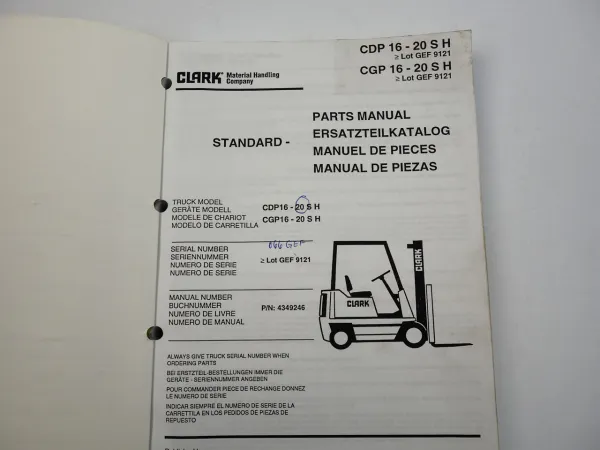 CDP 16 - 20 S H
≥ Lot GEF 9121
CGP 16 - 20 S H
≥ Lot GEF 9121
CLARK Material Handling
Company
STANDARD -
PARTS MANUAL
ERSATZTEILKATALOG
MANUEL DE PIECES
MANUAL DE PIEZAS
TRUCK MODEL
GERÄTE MODELL
MODELE DE CHARIOT
MODELO DE CARRETILLA
CDP16 - 20 S H
CGP16 - 20 S H
SERIAL NUMBER
SERIENNUMMER
NUMERO DE SERIE
NUMERO DE SERIE
GEF
≥ Lot GEF 9121
MANUAL NUMBER
BUCHNUMMER
NUMERO DE LIVRE
NUMERO DE MANUAL
P/N: 4349246
CLARK
CLARK
ALWAYS GIVE TRUCK SERIAL NUMBER WHEN
ORDERING PARTS
BEI ERSTZTEIL-BESTELLUNGEN IMMER DIE
GERÄTE - SERIENNUMMER ANGEBEN
POUR COMMANDER PIECE DE RECHANGE DONNEZ
LE NUMERO DE SERIE
INDICAR SIEMPRE EL NUMERO DE SERIE DE LA
CARRETTILA EN LOS PEDIDOS DE PIEZAS DE
REPUESTO